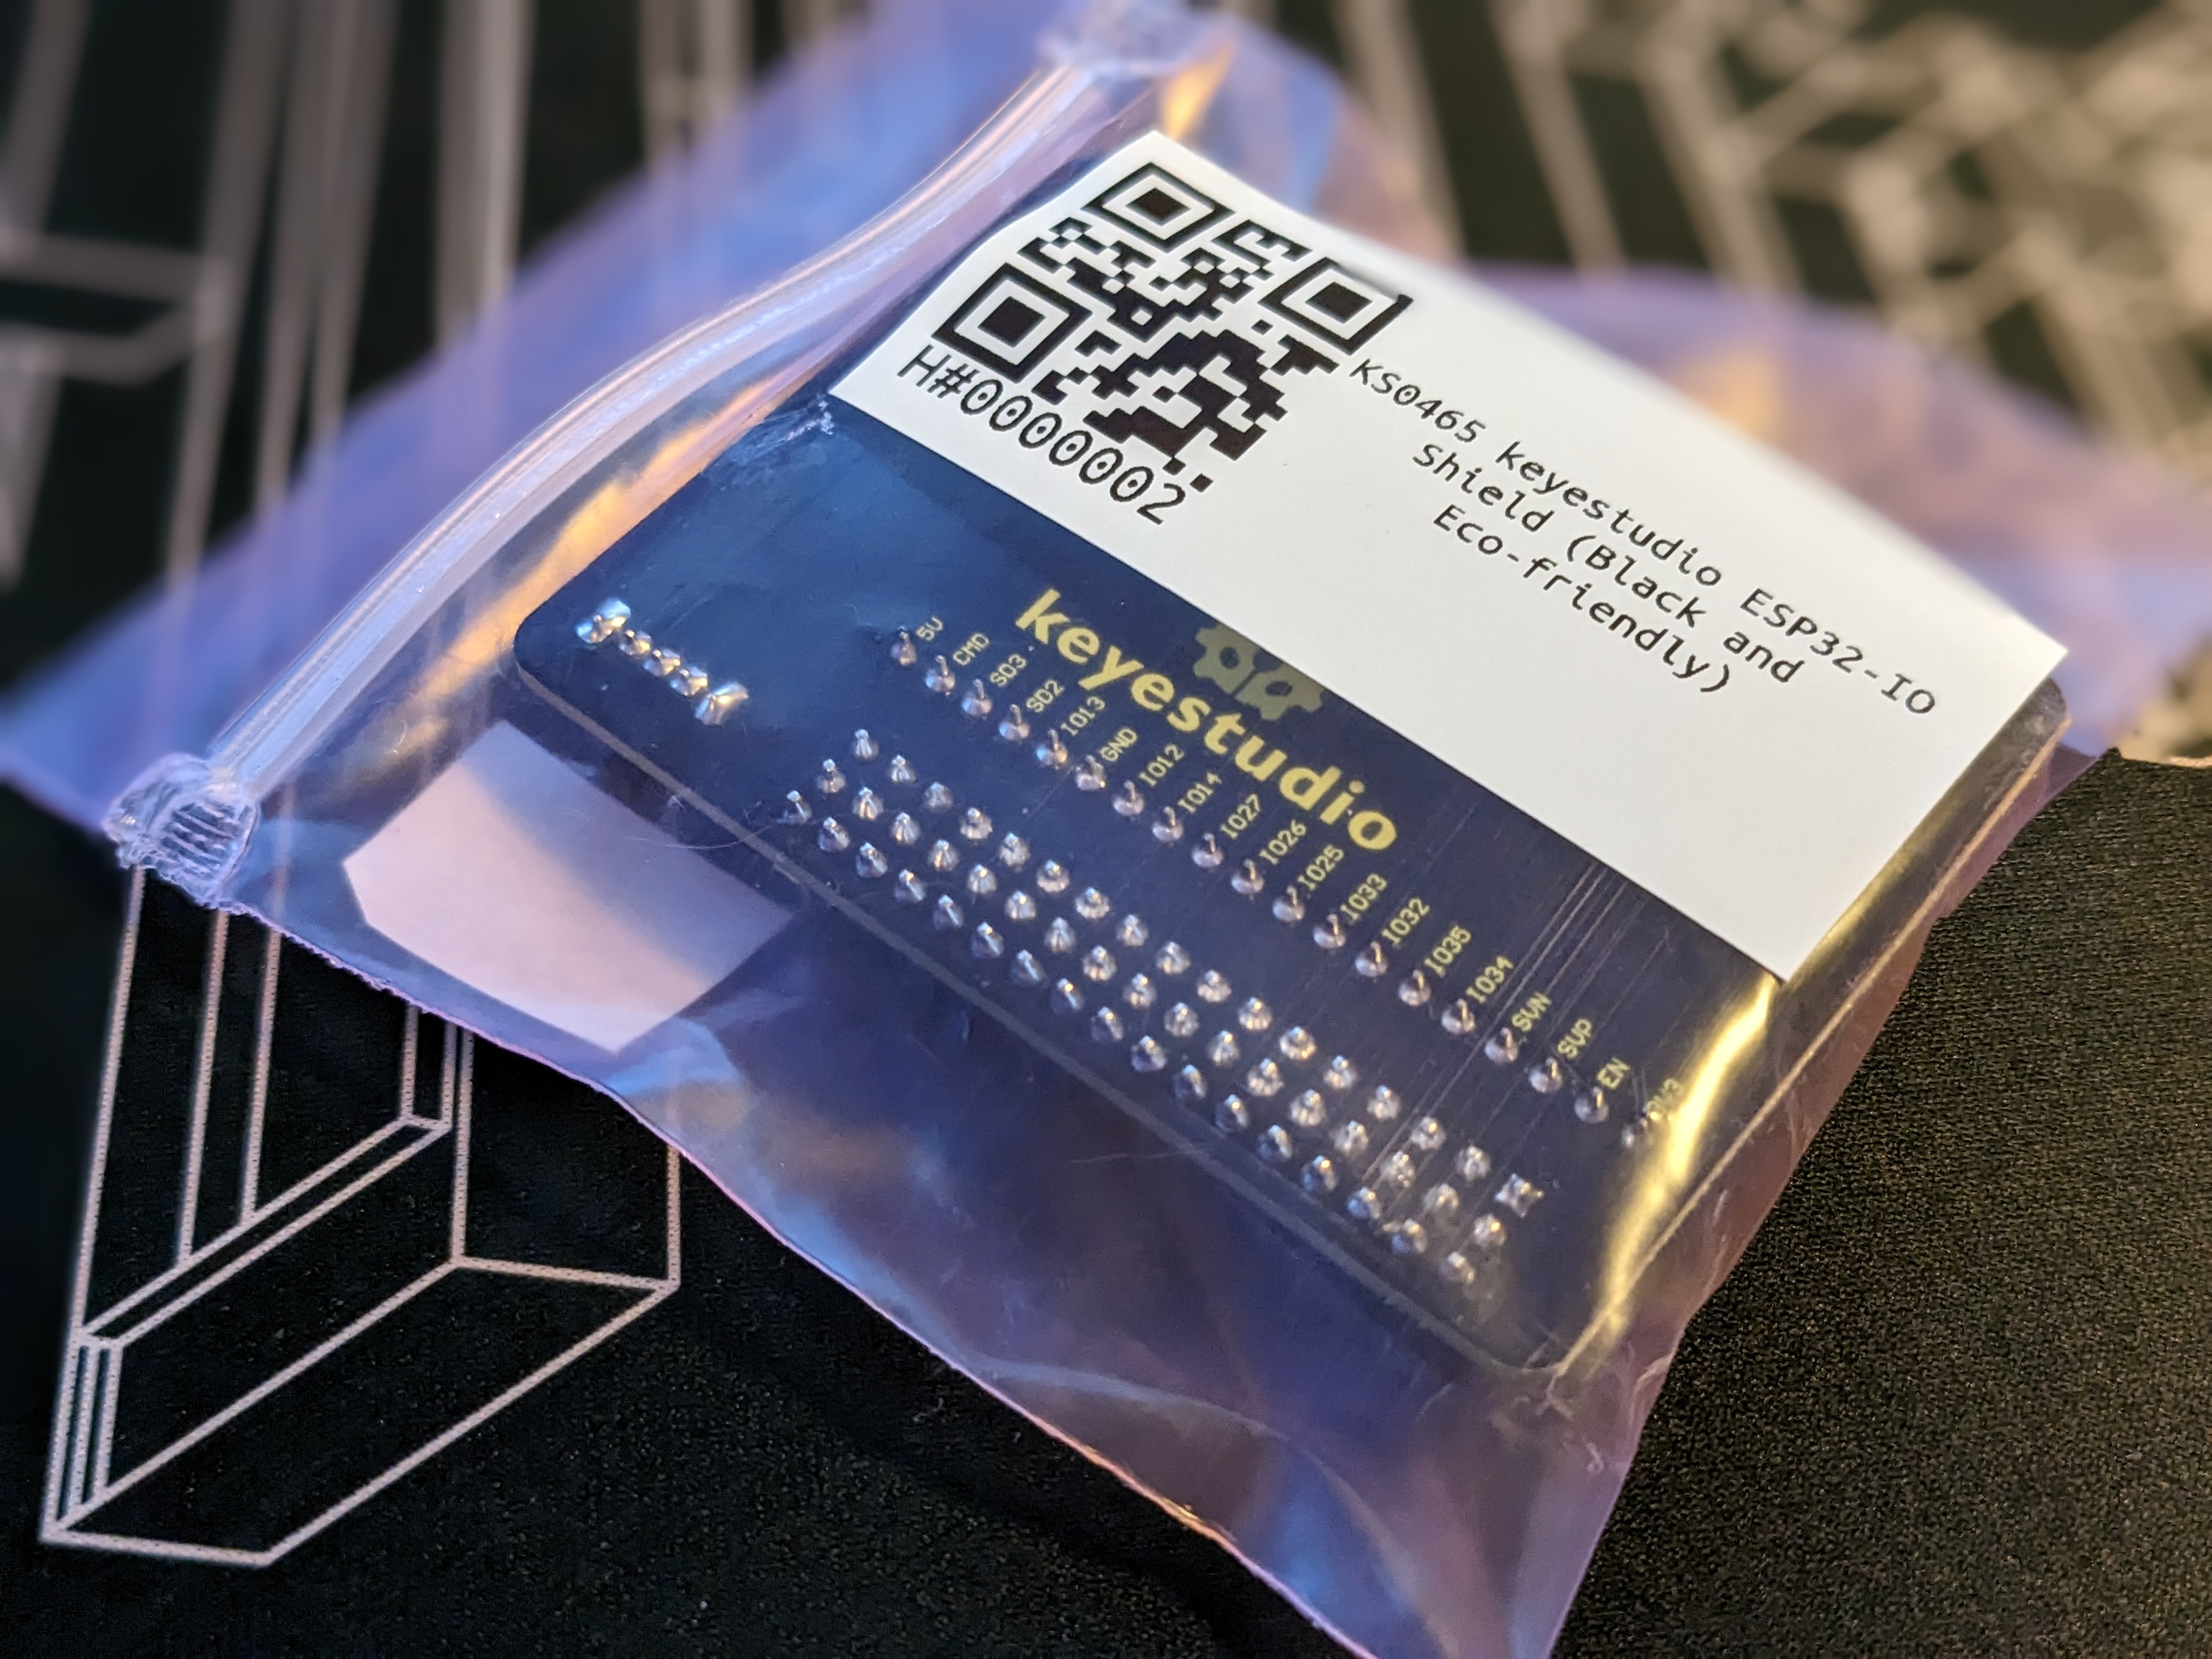 H#0000002
KS0465 keyestudio ESP32-IO
Shield (Black and
Eco-friendly)
keyestudio
5V
CMD
SD3
SD2
IO13
GND
IO12
IO14
IO27
IO26
IO25
IO33
IO32
IO35
IO34
SVN
SVP
EN